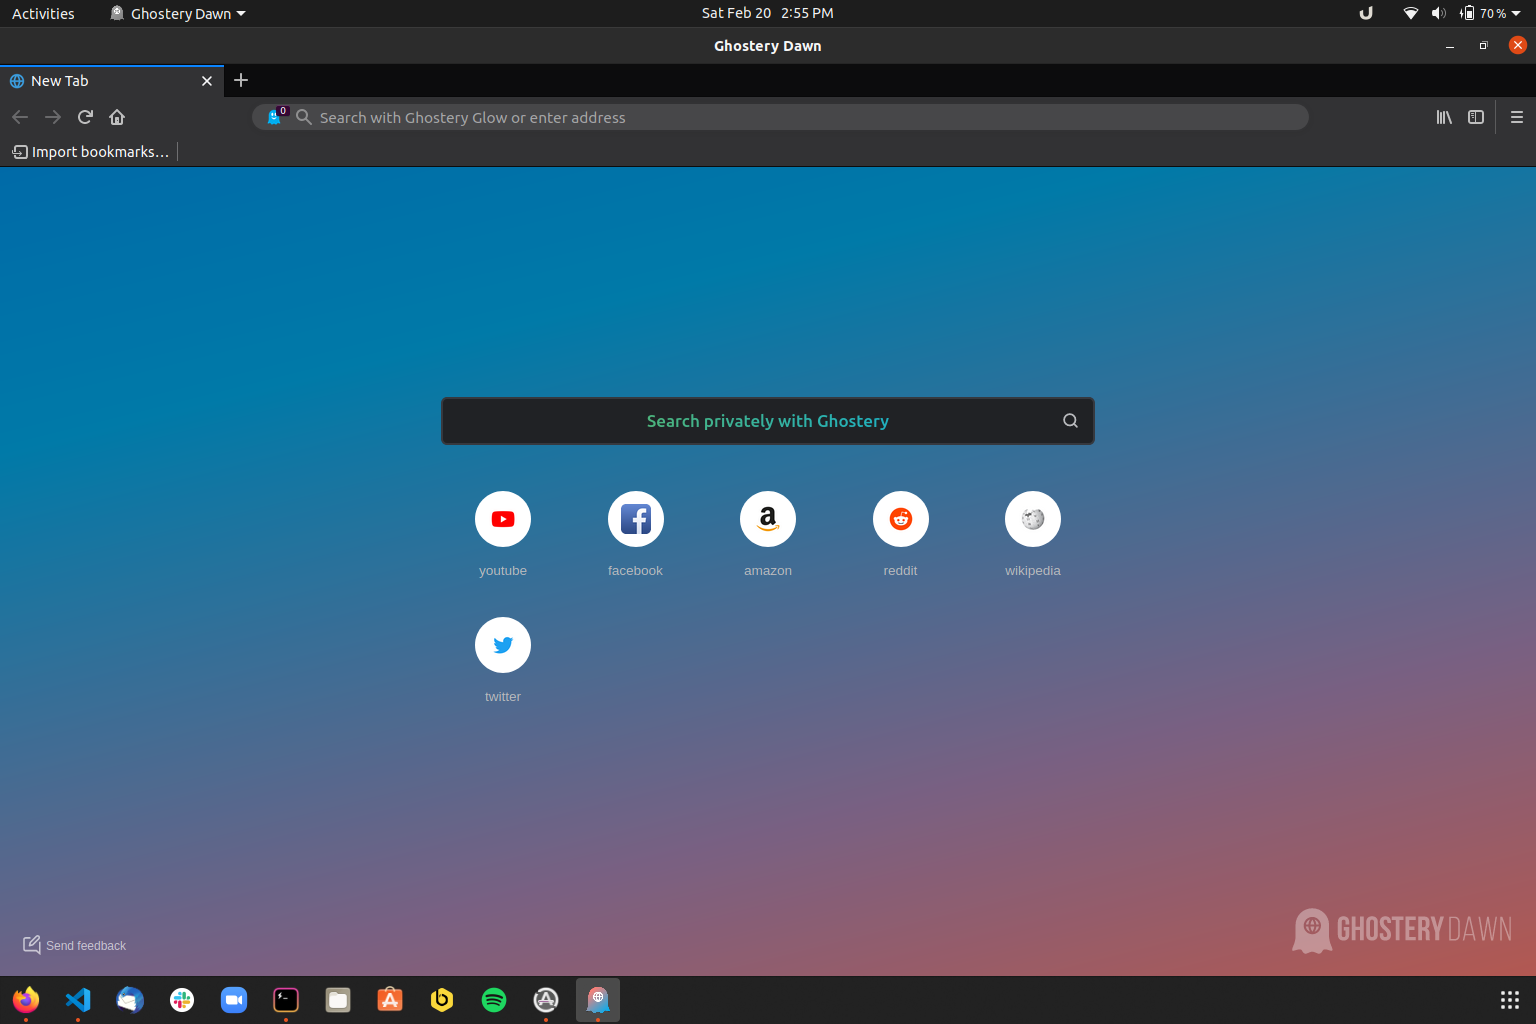 Activities Ghostery Dawn Sat Feb 20 2:55 PM 70%
Ghostery Dawn
New Tab
0 Search with Ghostery Glow or enter address
Import bookmarks…
Search privately with Ghostery
youtube facebook amazon reddit wikipedia
twitter
GHOSTERY DAWN
Send feedback